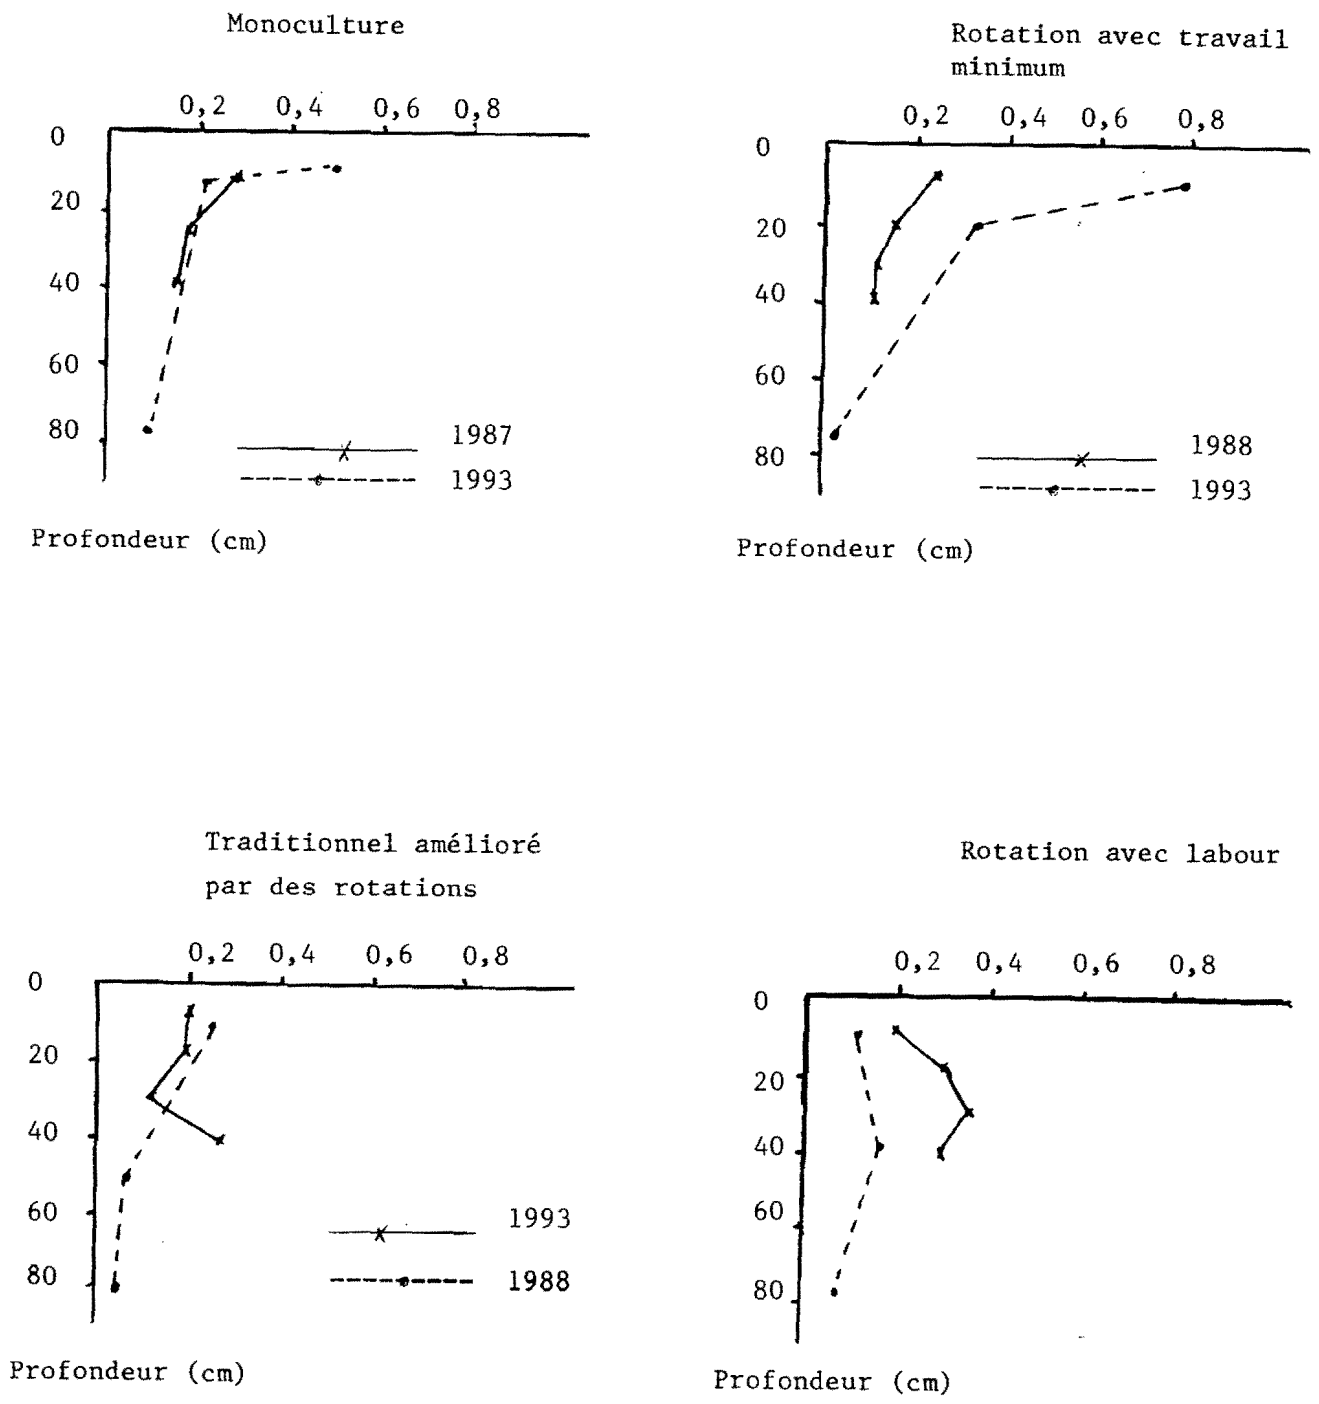 Monoculture
0,2 0,4 0,6 0,8
0
20
40
60
80
1987
1993
Profondeur (cm)
Rotation avec travail
minimum
0,2 0,4 0,6 0,8
0
20
40
60
80
1988
1993
Profondeur (cm)
Traditionnel amélioré
par des rotations
0,2 0,4 0,6 0,8
0
20
40
60
80
1993
1988
Profondeur (cm)
Rotation avec labour
0,2 0,4 0,6 0,8
0
20
40
60
80
Profondeur (cm)